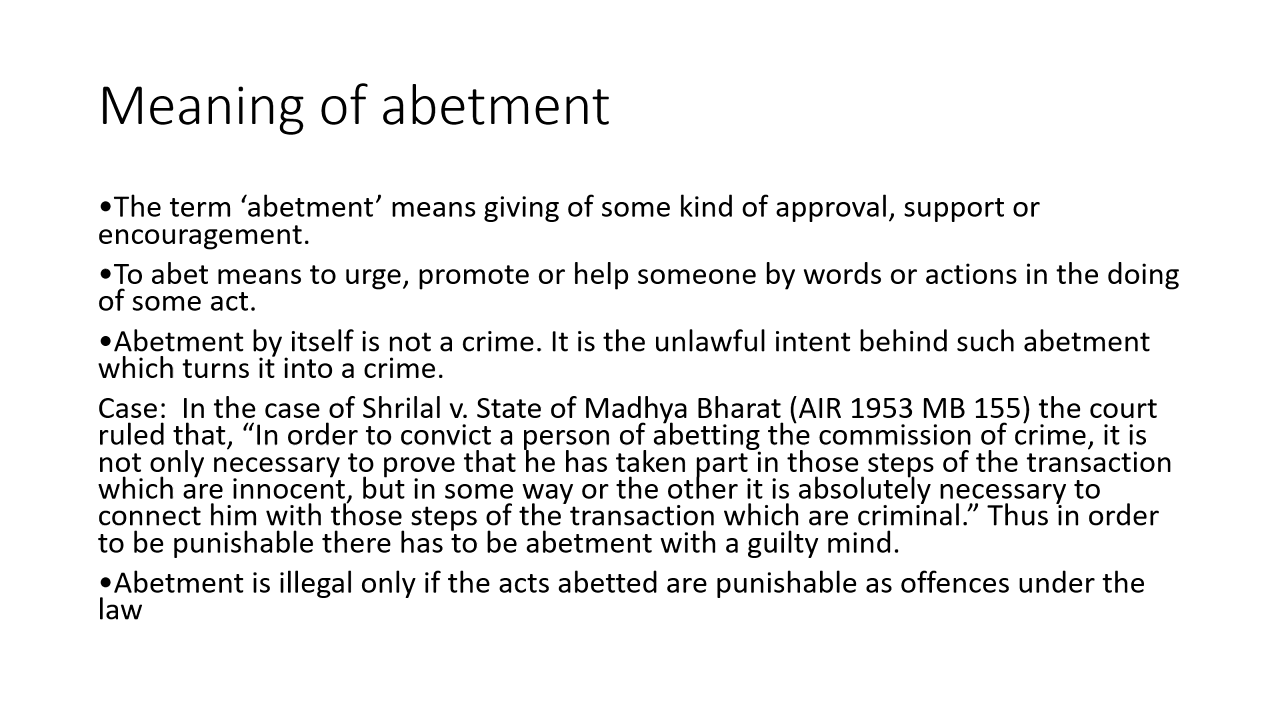 Meaning of abetment
•The term ‘abetment’ means giving of some kind of approval, support or
encouragement.
•To abet means to urge, promote or help someone by words or actions in the doing
of some act.
•Abetment by itself is not a crime. It is the unlawful intent behind such abetment
which turns it into a crime.
Case:  In the case of Shrilal v. State of Madhya Bharat (AIR 1953 MB 155) the court
ruled that, “In order to convict a person of abetting the commission of crime, it is
not only necessary to prove that he has taken part in those steps of the transaction
which are innocent, but in some way or the other it is absolutely necessary to
connect him with those steps of the transaction which are criminal.” Thus in order
to be punishable there has to be abetment with a guilty mind.
•Abetment is illegal only if the acts abetted are punishable as offences under the
law